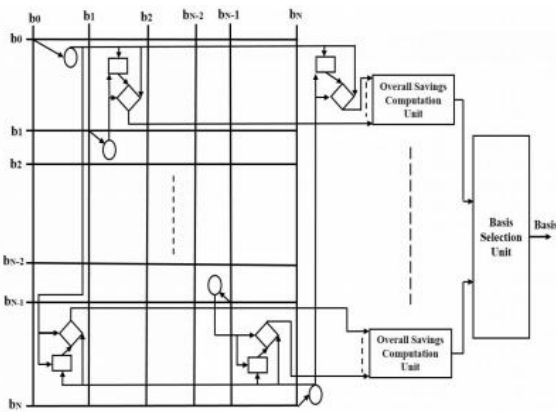 b0 b1 b2 bN-2 bN-1 bN
b0
Overall Savings
Computation
Unit
b1
b2
Basis
Selection
Unit
Basis
bN-2
bN-1
Overall Savings
Computation
Unit
bN